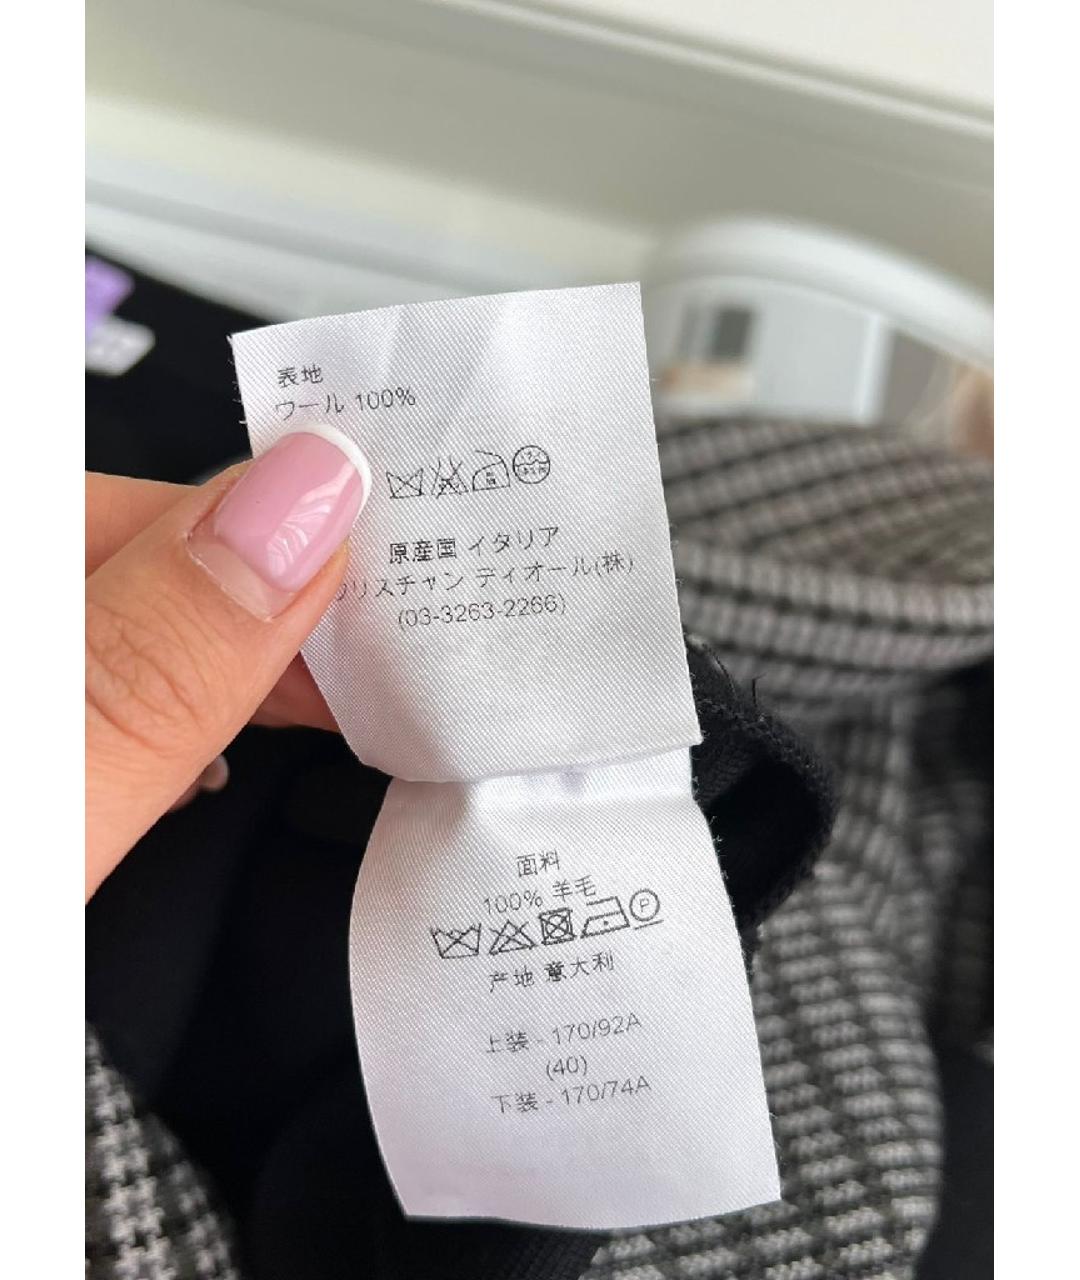 表地
ウール 100%
原産国 イタリア
リスチャン ディオール(株)
(03-3263-2266)
面料
100% 羊毛
P
产地 意大利
上装 - 170/92A
(40)
下装 - 170/74A